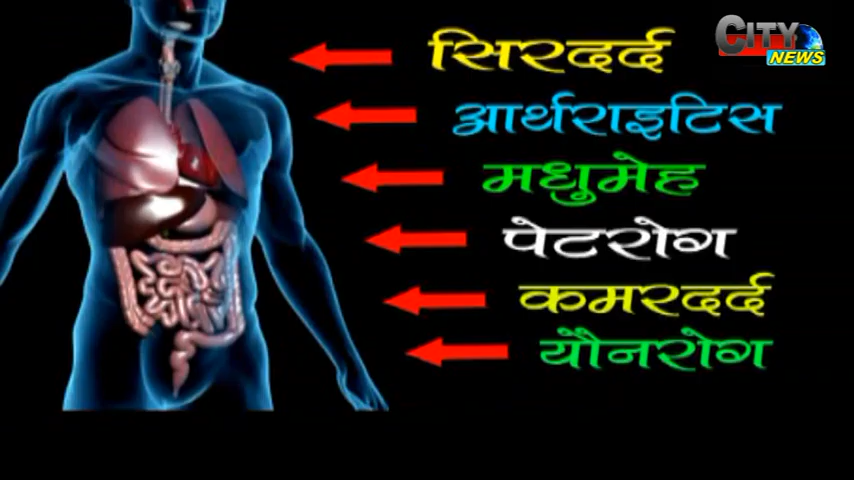 CITY
NEWS
सिरदर्द
आर्थराइटिस
मधुमेह
पेटरोग
कमरदर्द
यौनरोग